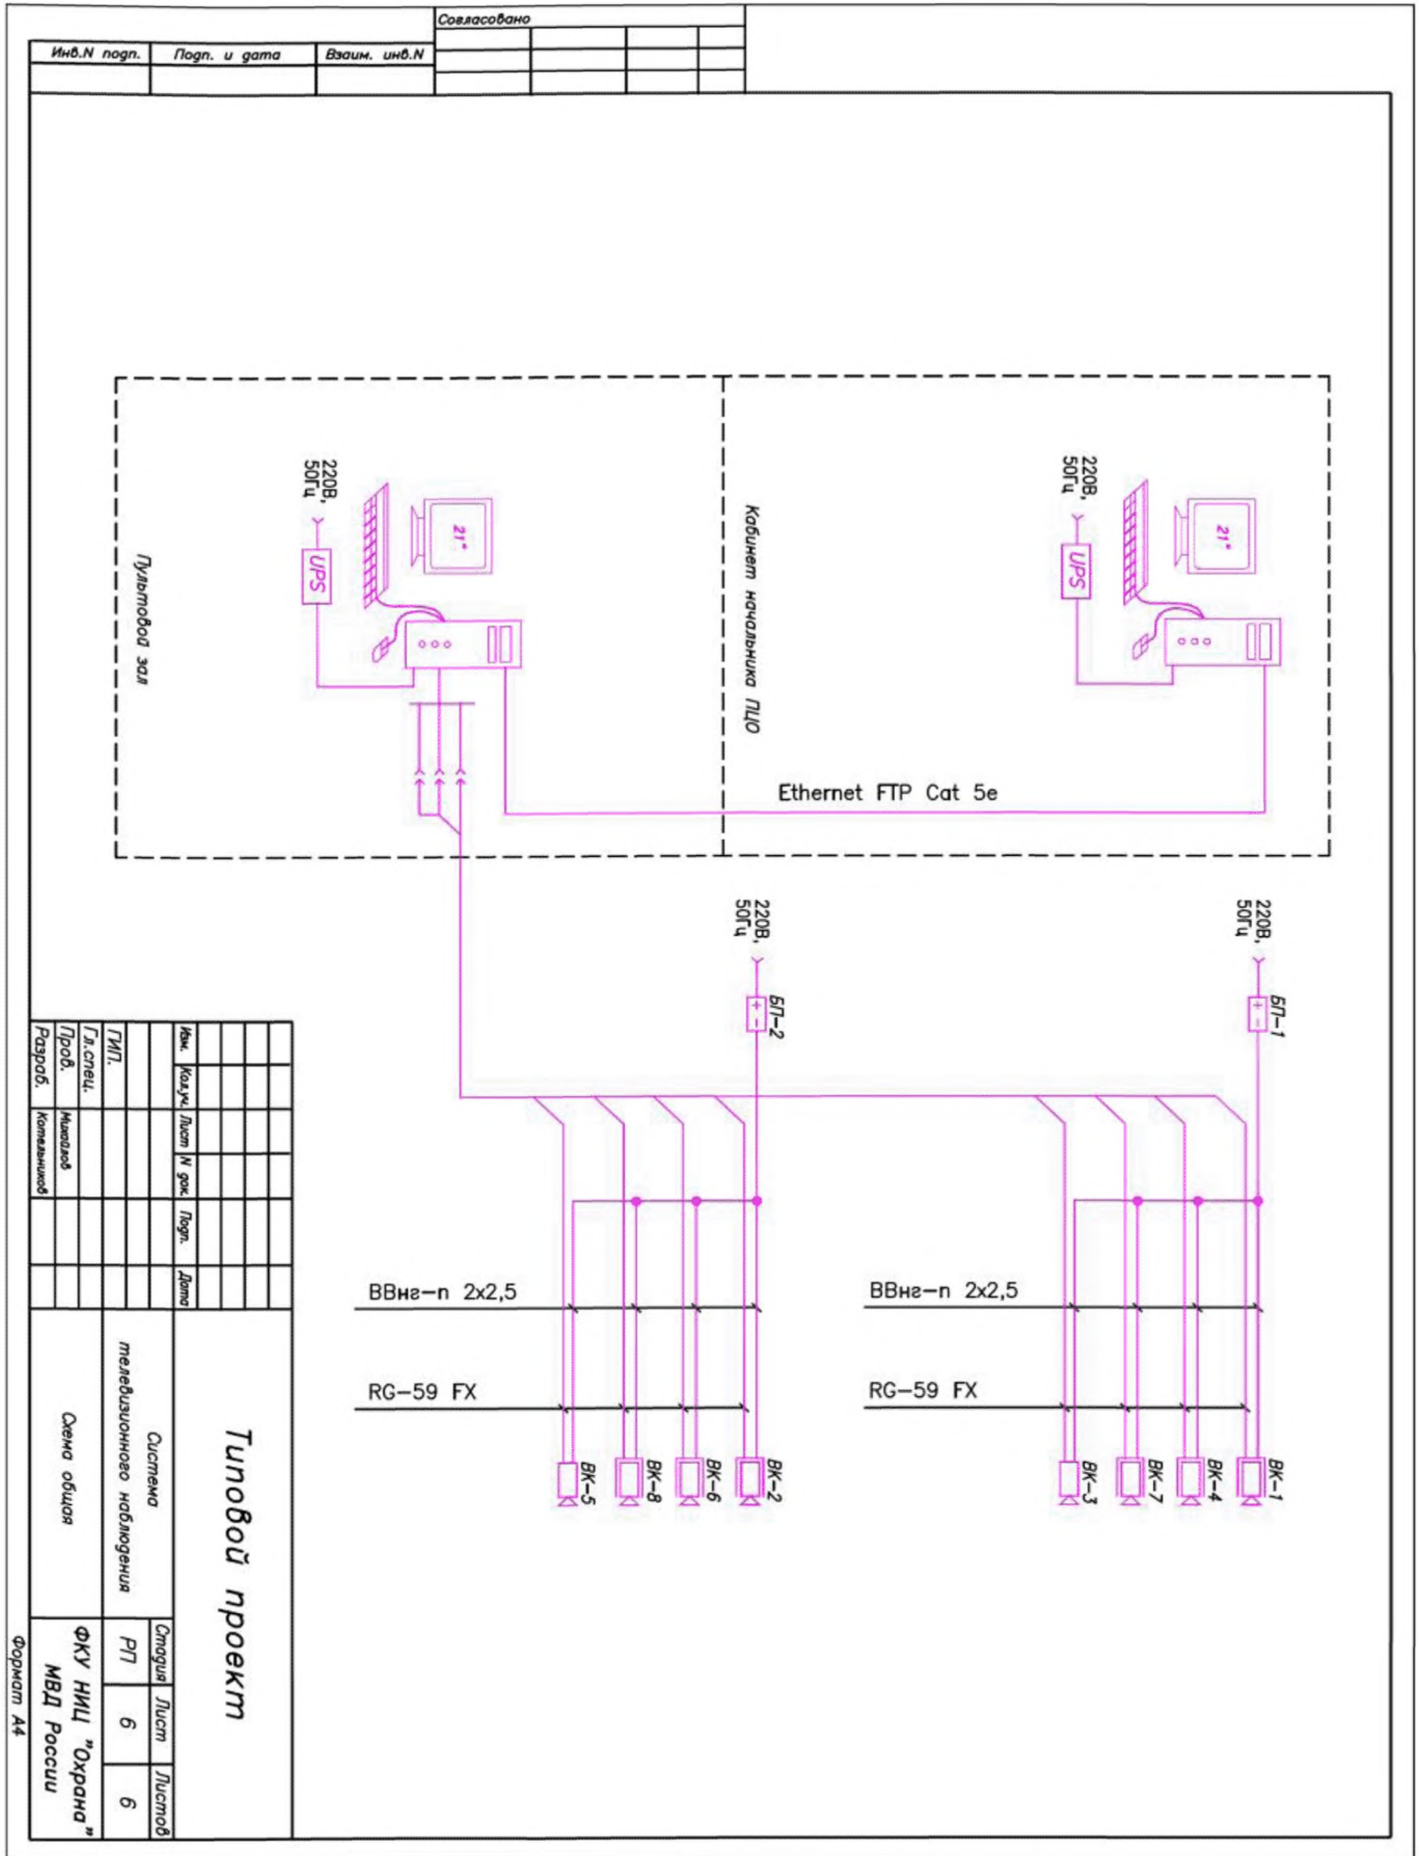 Согласовано
Инв.N подп.
Подп. и дата
Взаим. инв.N
220В,
50Гц
UPS
21"
Кабинет начальника ПЦО
220В,
50Гц
UPS
21"
Пультовой зал
Ethernet FTP Cat 5e
220В,
50Гц
БП-1
220В,
50Гц
БП-2
ВВнг-п 2х2,5
RG-59 FX
ВВнг-п 2х2,5
RG-59 FX
ВК-1
ВК-4
ВК-7
ВК-3
ВК-2
ВК-6
ВК-8
ВК-5
Типовой проект
Изм. Кол.уч. Лист N док. Подп. Дата
ГИП.
Гл.спец.
Пров. Михайлов
Разраб. Котельников
Система
телевизионного наблюдения
Схема общая
Стадия Лист Листов
РП 6 6
ФКУ НИЦ "Охрана"
МВД России
Формат А4